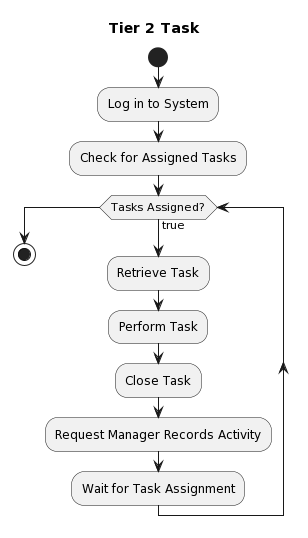 Tier 2 Task
Log in to System
Check for Assigned Tasks
Tasks Assigned?
true
Retrieve Task
Perform Task
Close Task
Request Manager Records Activity
Wait for Task Assignment